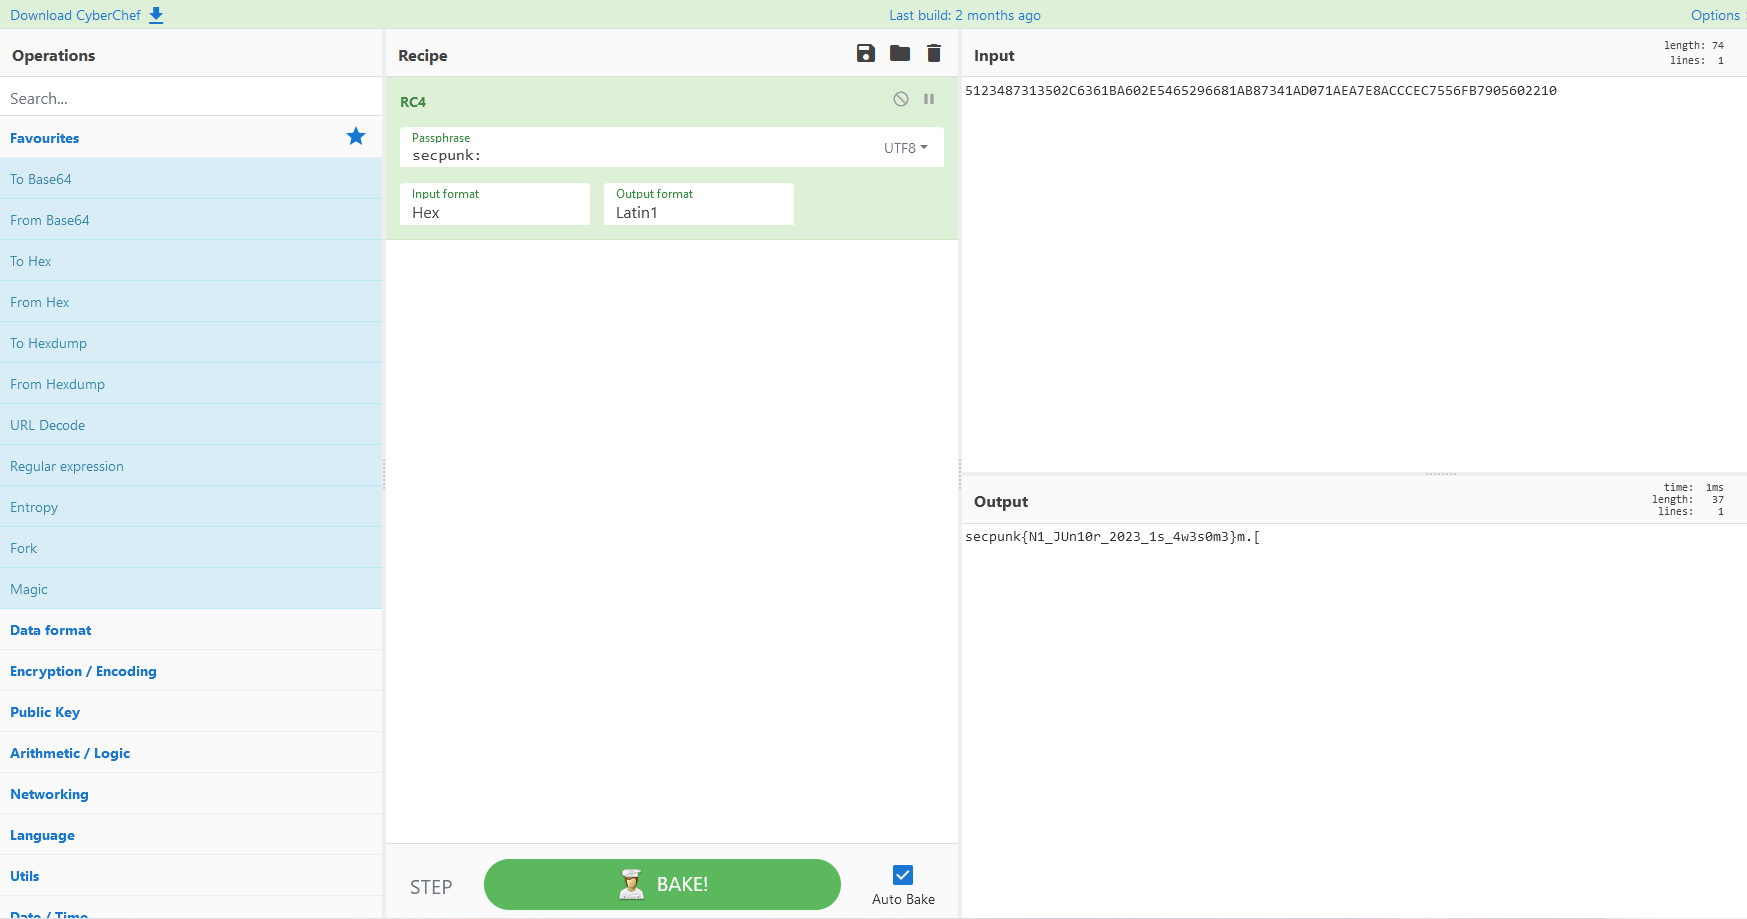 Download CyberChef
Last build: 2 months ago
Options
Operations
Search...
Favourites
To Base64
From Base64
To Hex
From Hex
To Hexdump
From Hexdump
URL Decode
Regular expression
Entropy
Fork
Magic
Data format
Encryption / Encoding
Public Key
Arithmetic / Logic
Networking
Language
Utils
Date / Time
Recipe
RC4
Passphrase
secpunk:
UTF8
Input format
Hex
Output format
Latin1
STEP
BAKE!
Auto Bake
Input
length: 74
lines: 1
5123487313502C6361BA602E5465296681AB87341AD071AEA7E8ACCCEC7556FB7905602210
Output
time: 1ms
length: 37
lines: 1
secpunk{N1_JUn10r_2023_1s_4w3s0m3}m.[